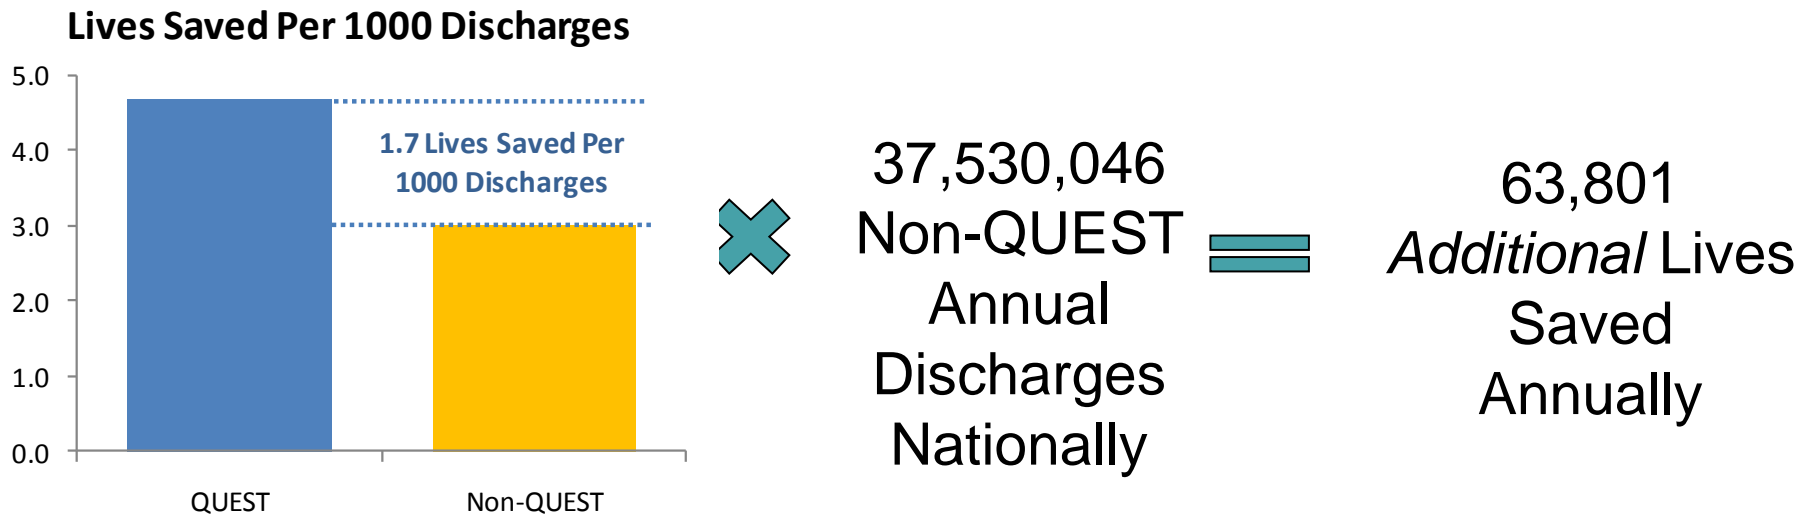 Lives Saved Per 1000 Discharges
5.0
4.0
3.0
2.0
1.0
0.0
1.7 Lives Saved Per
1000 Discharges
QUEST
Non-QUEST
37,530,046
Non-QUEST
Annual
Discharges
Nationally
63,801
Additional Lives
Saved
Annually